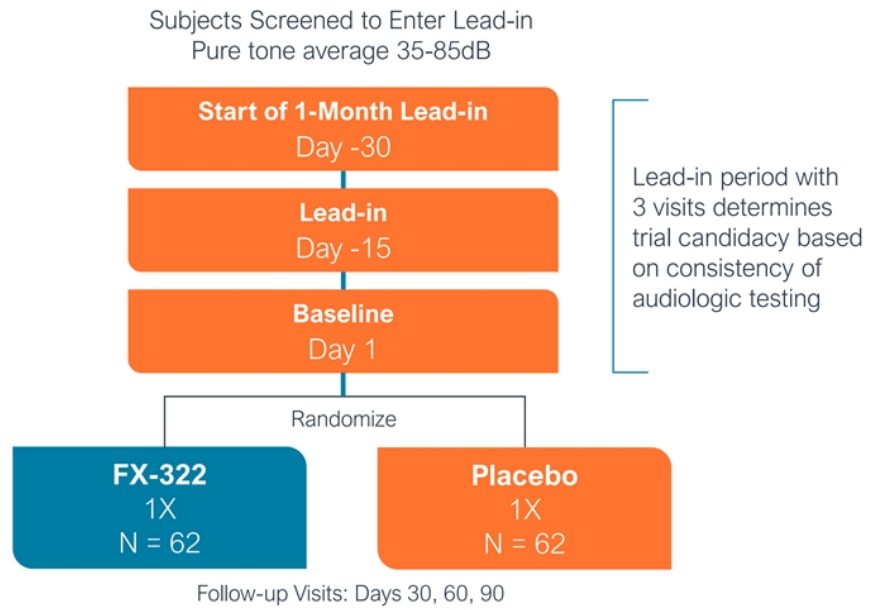 Subjects Screened to Enter Lead-in
Pure tone average 35-85dB
Start of 1-Month Lead-in
Day -30
Lead-in
Day -15
Baseline
Day 1
Lead-in period with
3 visits determines
trial candidacy based
on consistency of
audiologic testing
Randomize
FX-322
1X
N = 62
Placebo
1X
N = 62
Follow-up Visits: Days 30, 60, 90